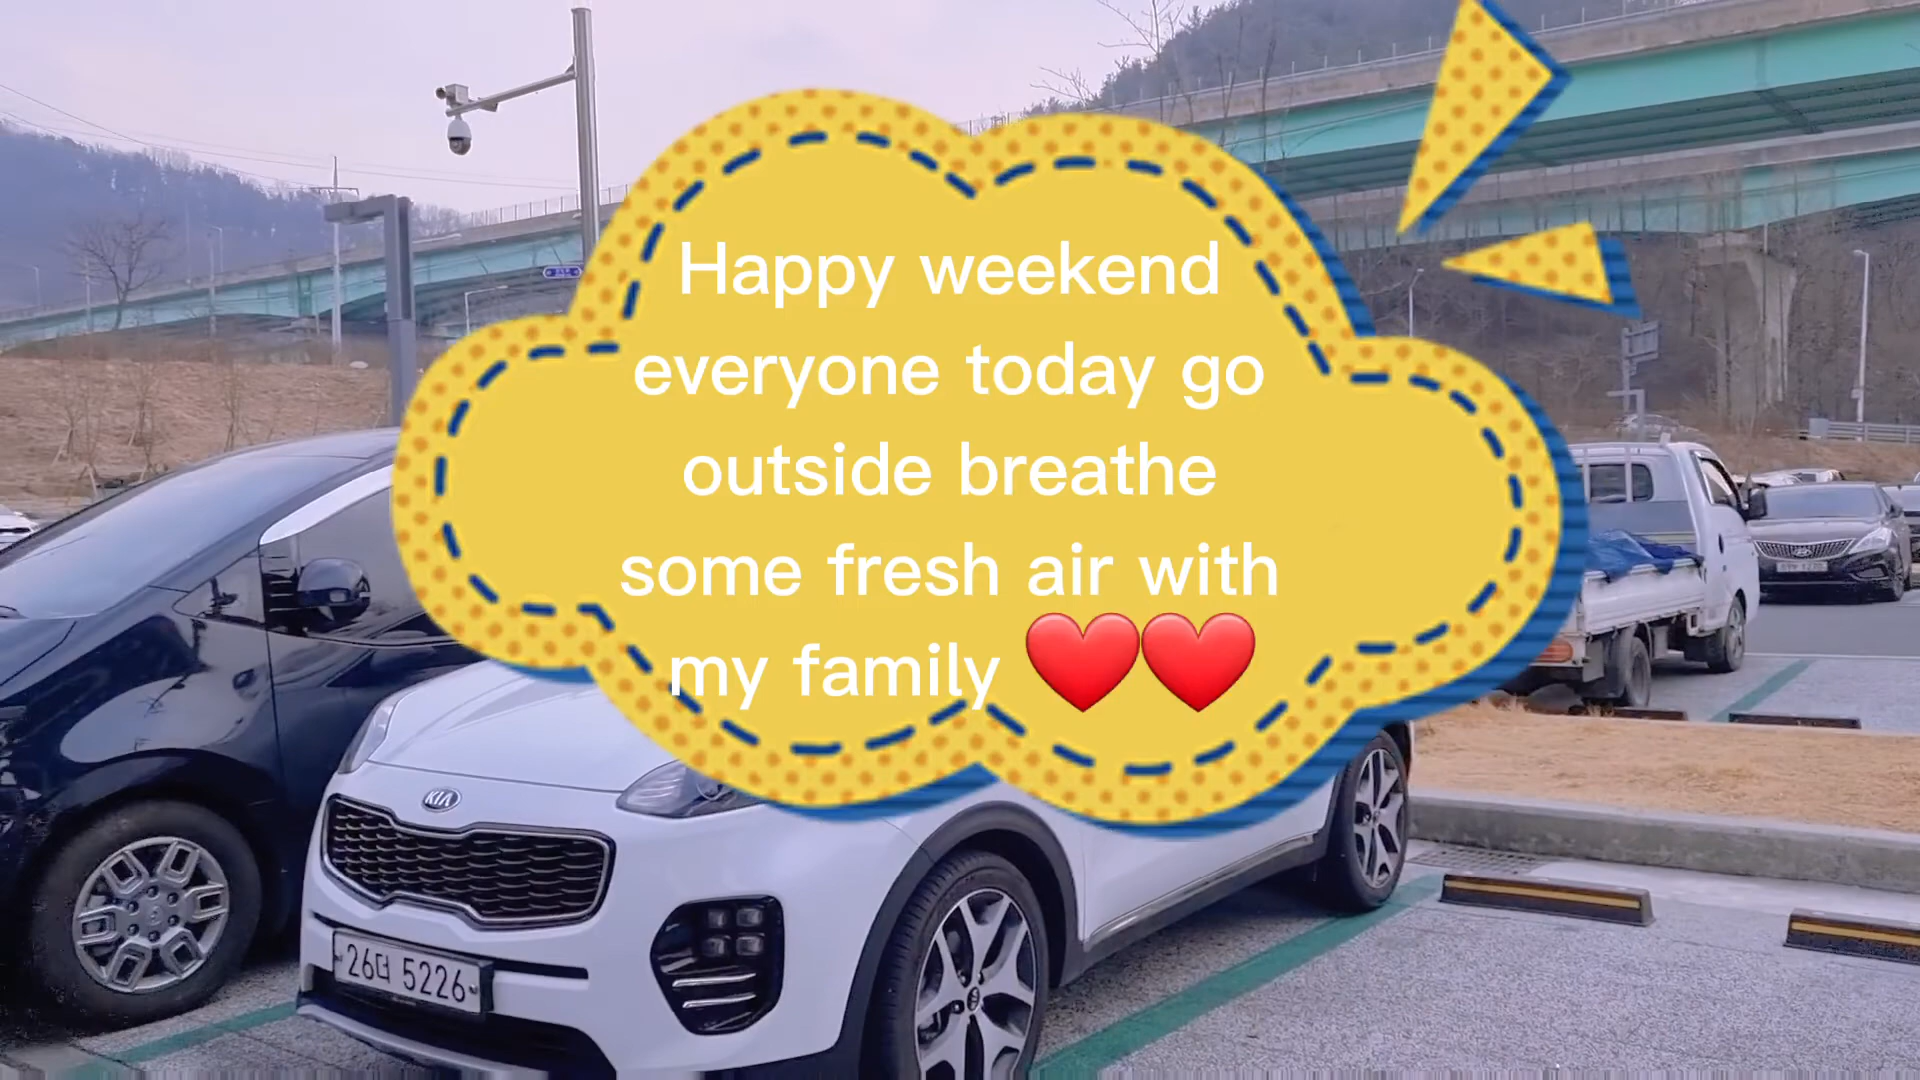 Happy weekend
everyone today go
outside breathe
some fresh air with
my family ❤️❤️
KIA
26더 5226